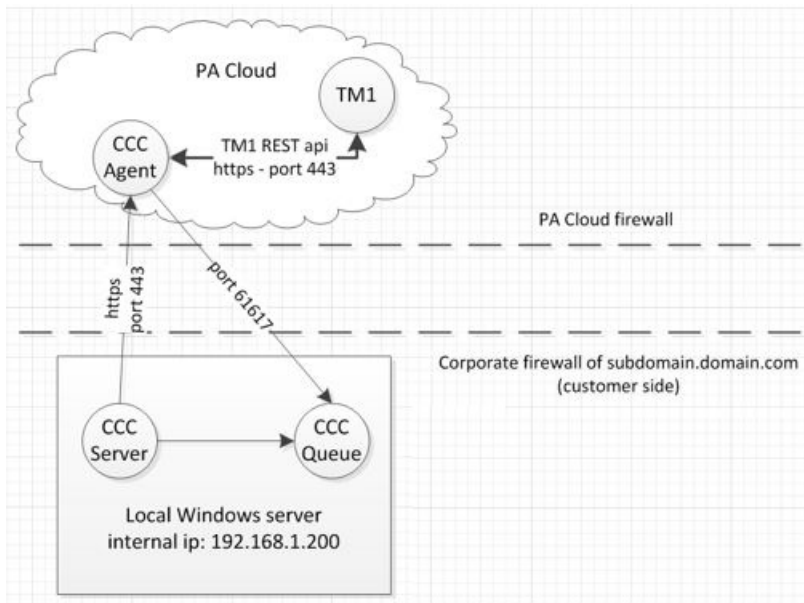 PA Cloud
TM1
CCC
Agent
TM1 REST api
https - port 443
PA Cloud firewall
https
port 443
port 61617
Corporate firewall of subdomain.domain.com
(customer side)
CCC
Server
CCC
Queue
Local Windows server
internal ip: 192.168.1.200